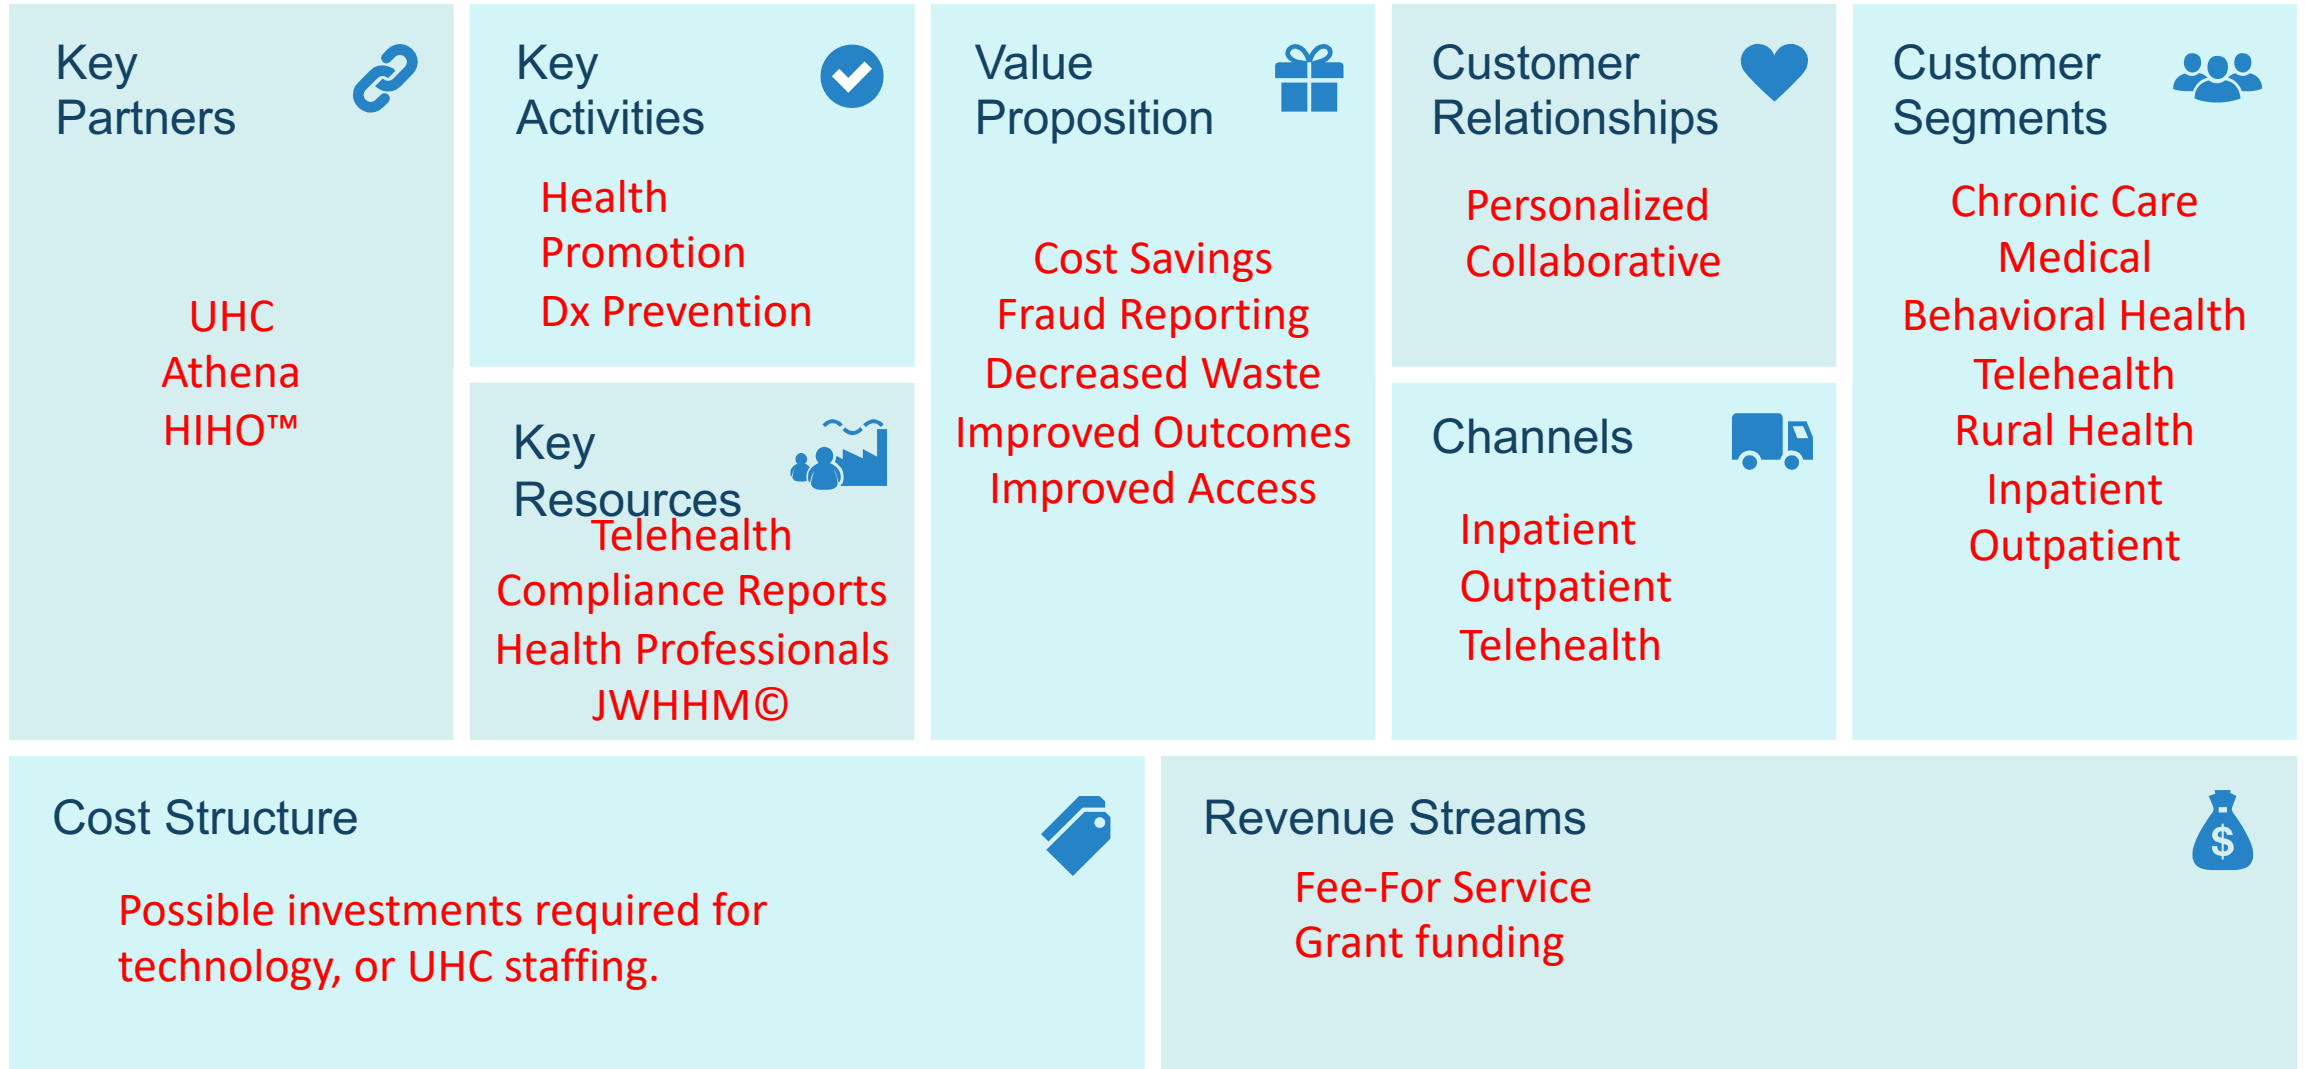 Key
Partners
UHC
Athena
HIHO™
Key
Activities
Health
Promotion
Dx Prevention
Key
Resources
Telehealth
Compliance Reports
Health Professionals
JWHHM©
Value
Proposition
Cost Savings
Fraud Reporting
Decreased Waste
Improved Outcomes
Improved Access
Customer
Relationships
Personalized
Collaborative
Channels
Inpatient
Outpatient
Telehealth
Customer
Segments
Chronic Care
Medical
Behavioral Health
Telehealth
Rural Health
Inpatient
Outpatient
Cost Structure
Possible investments required for
technology, or UHC staffing.
Revenue Streams
$
Fee-For Service
Grant funding